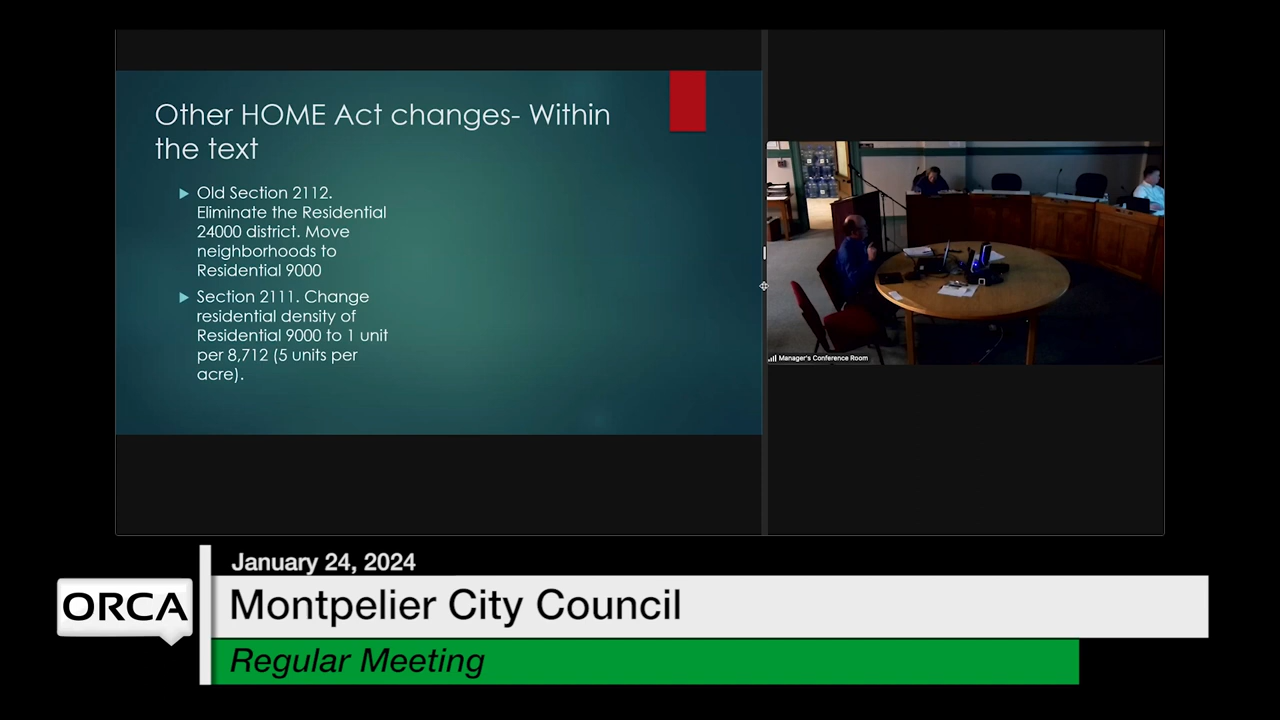 Other HOME Act changes- Within
the text
Old Section 2112.
Eliminate the Residential
24000 district. Move
neighborhoods to
Residential 9000
Section 2111. Change
residential density of
Residential 9000 to 1 unit
per 8,712 (5 units per
acre).
Manager's Conference Room
January 24, 2024
ORCA
Montpelier City Council
Regular Meeting